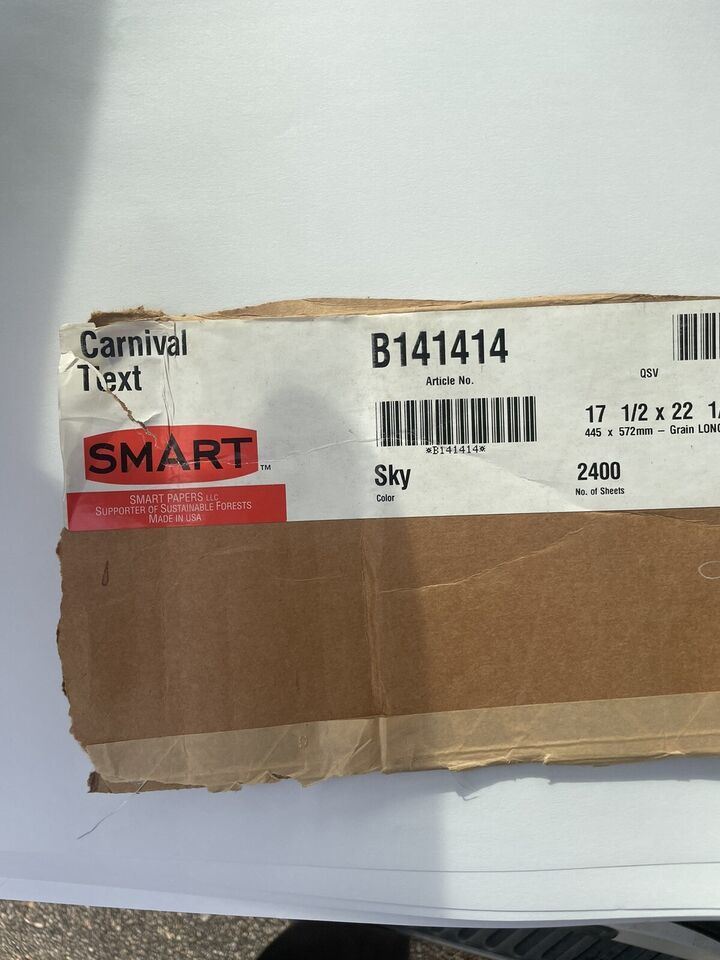 Carnival
Text
B141414
Article No.
QSV
*B141414*
17 1/2 x 22
445 x 572mm – Grain
SMART™
Sky
Color
2400
No. of Sheets
SMART PAPERS LLC
SUPPORTER OF SUSTAINABLE FORESTS
MADE IN USA